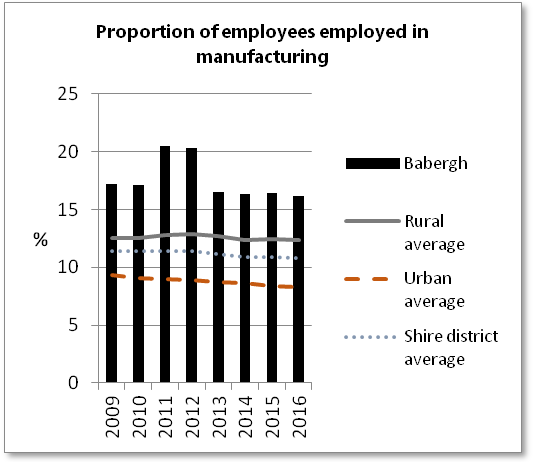 Proportion of employees employed in
manufacturing
25
20
15
10
5
0
%
2009
2010
2011
2012
2013
2014
2015
2016
Babergh
Rural
average
Urban
average
Shire district
average